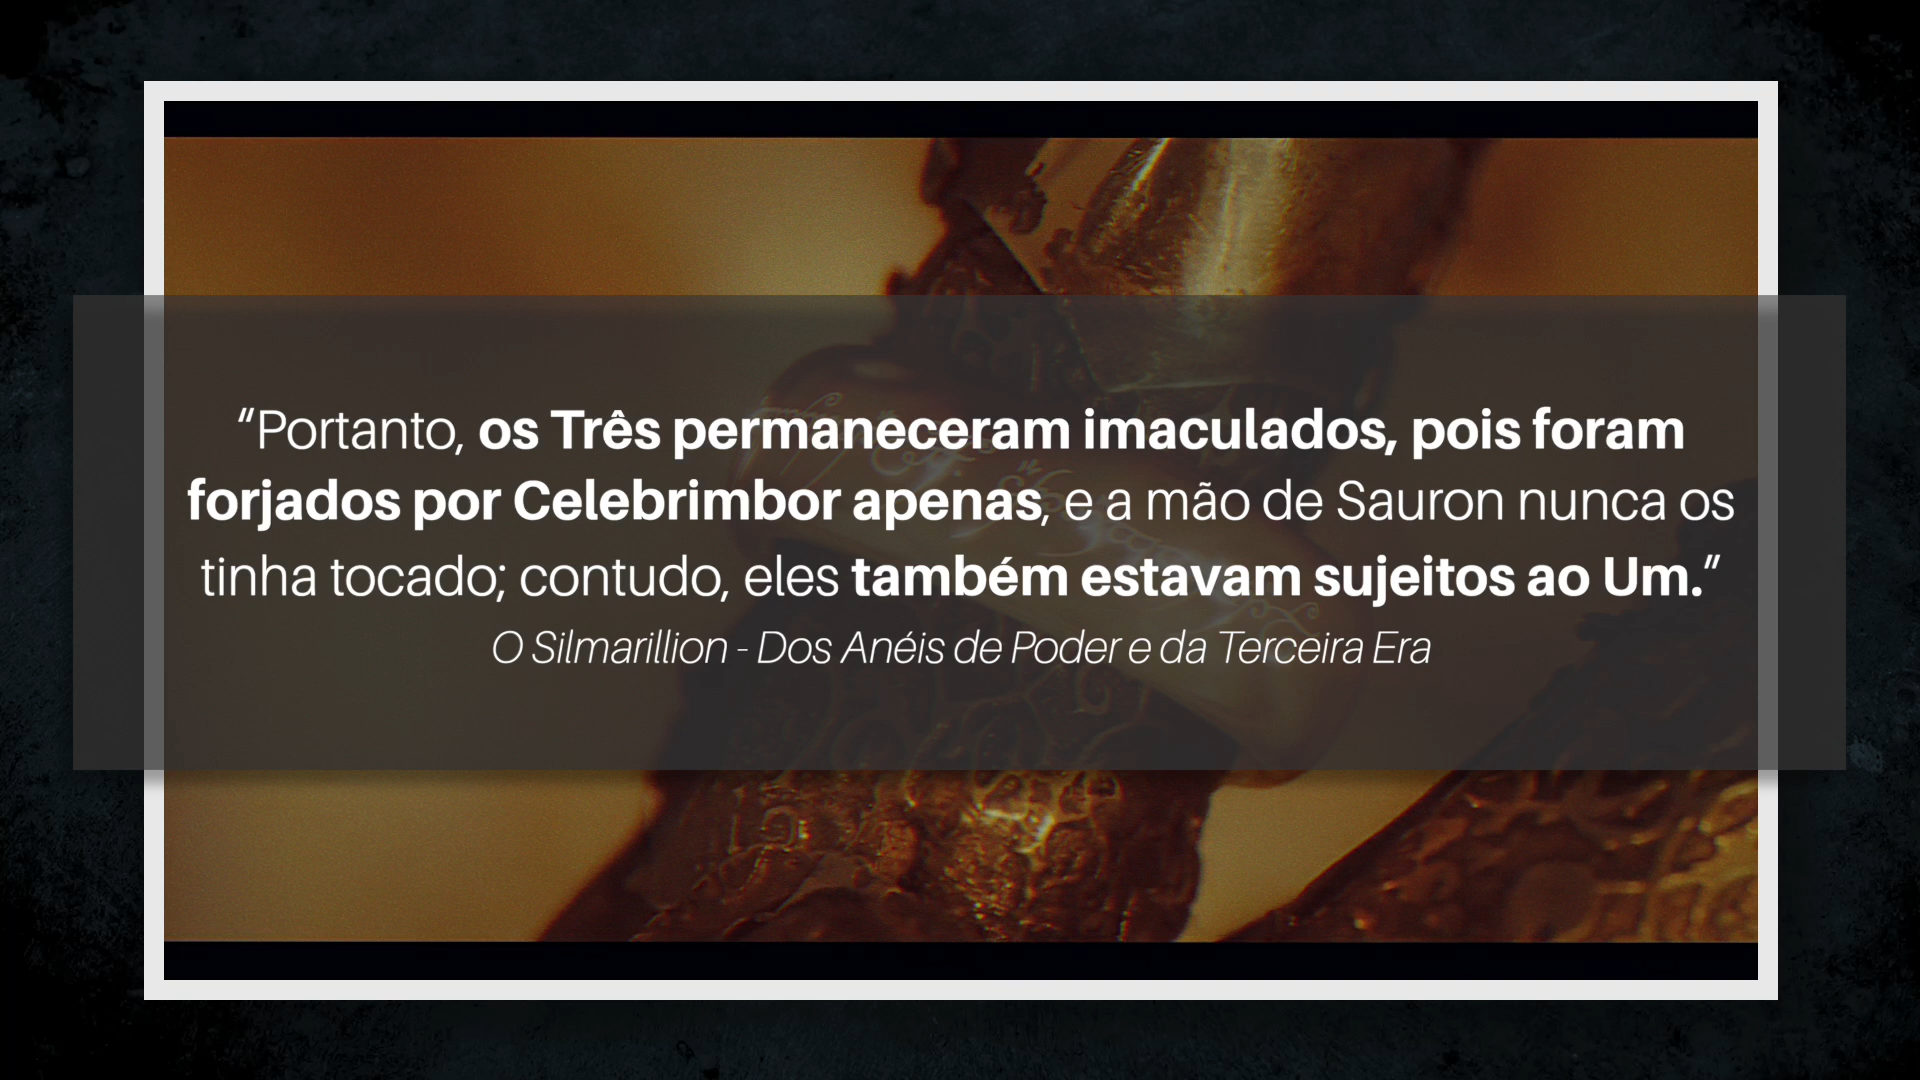 “Portanto, os Três permaneceram imaculados, pois foram
forjados por Celebrimbor apenas, e a mão de Sauron nunca os
tinha tocado; contudo, eles também estavam sujeitos ao Um.”
O Silmarillion - Dos Anéis de Poder e da Terceira Era